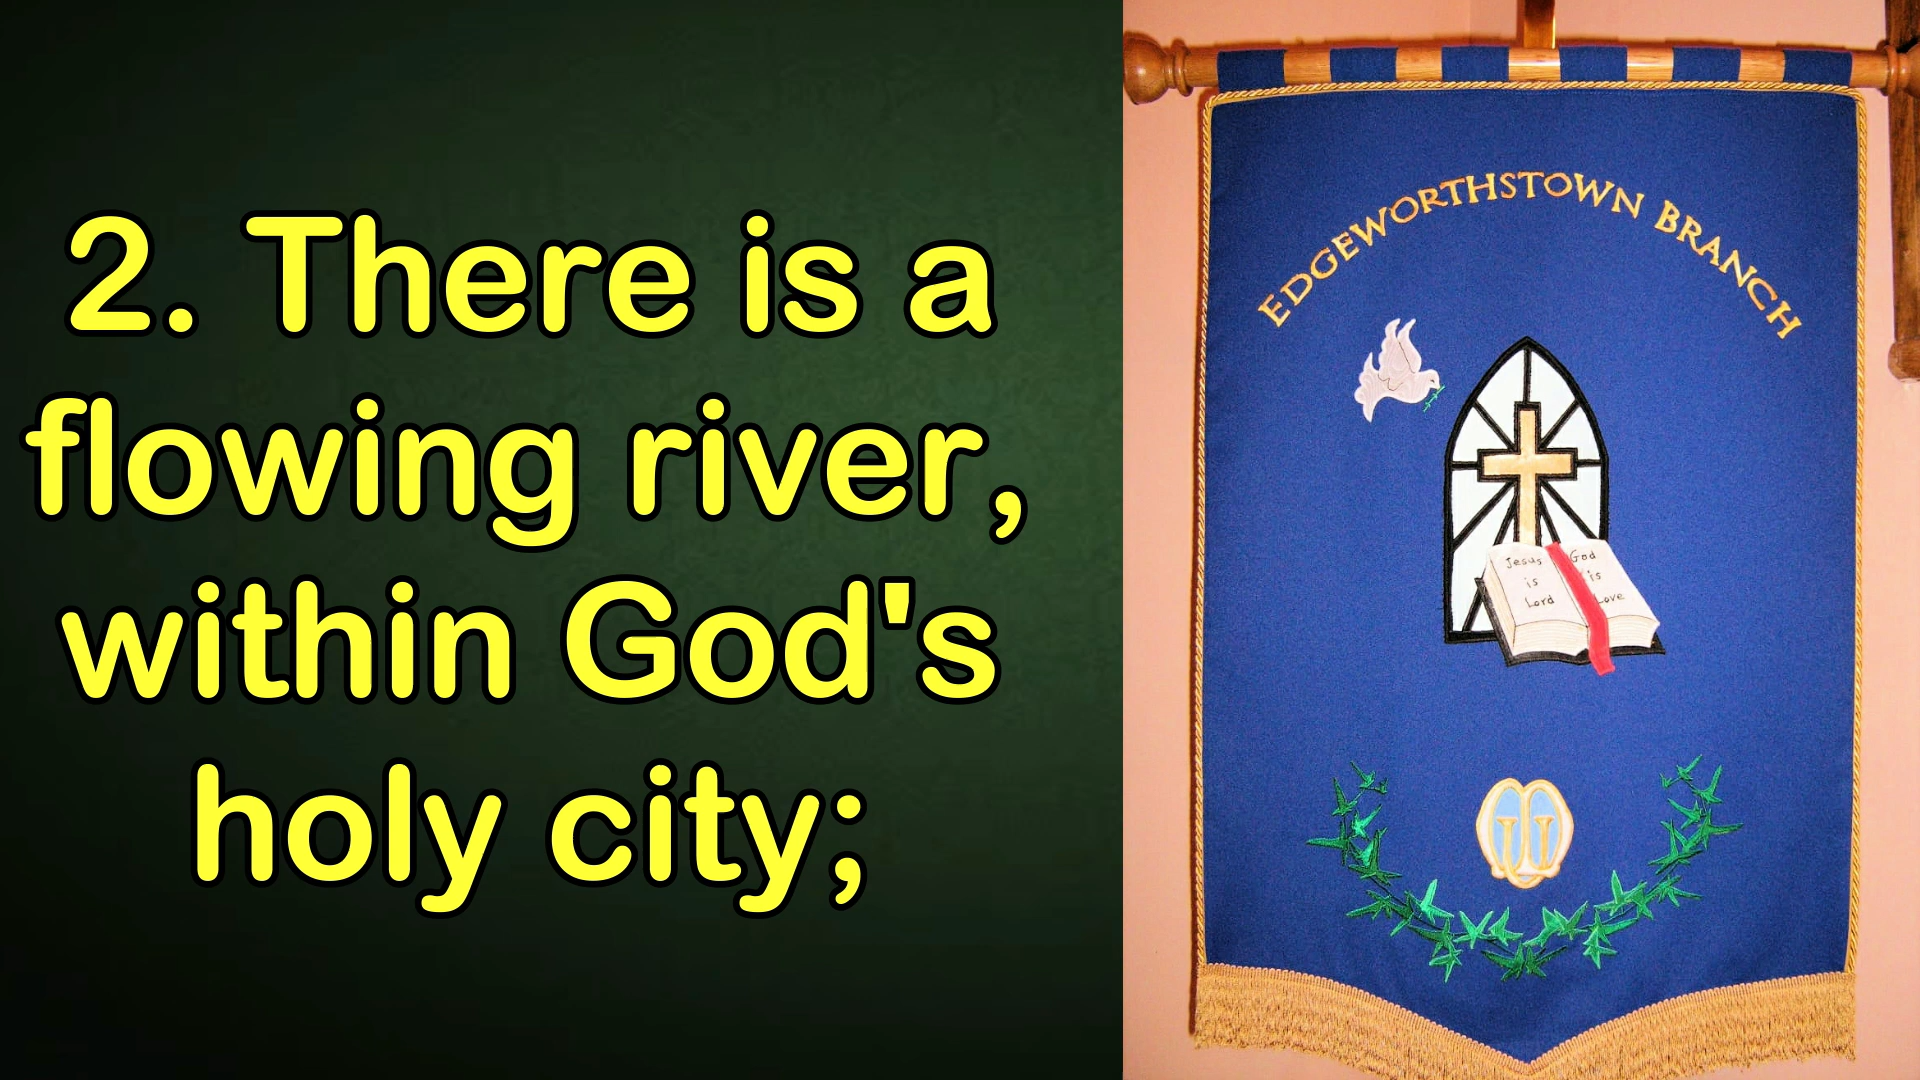 2. There is a
flowing river,
within God's
holy city;
EDGEWORTHSTOWN BRANCH
Jesus
is
Lord
God
is
Love